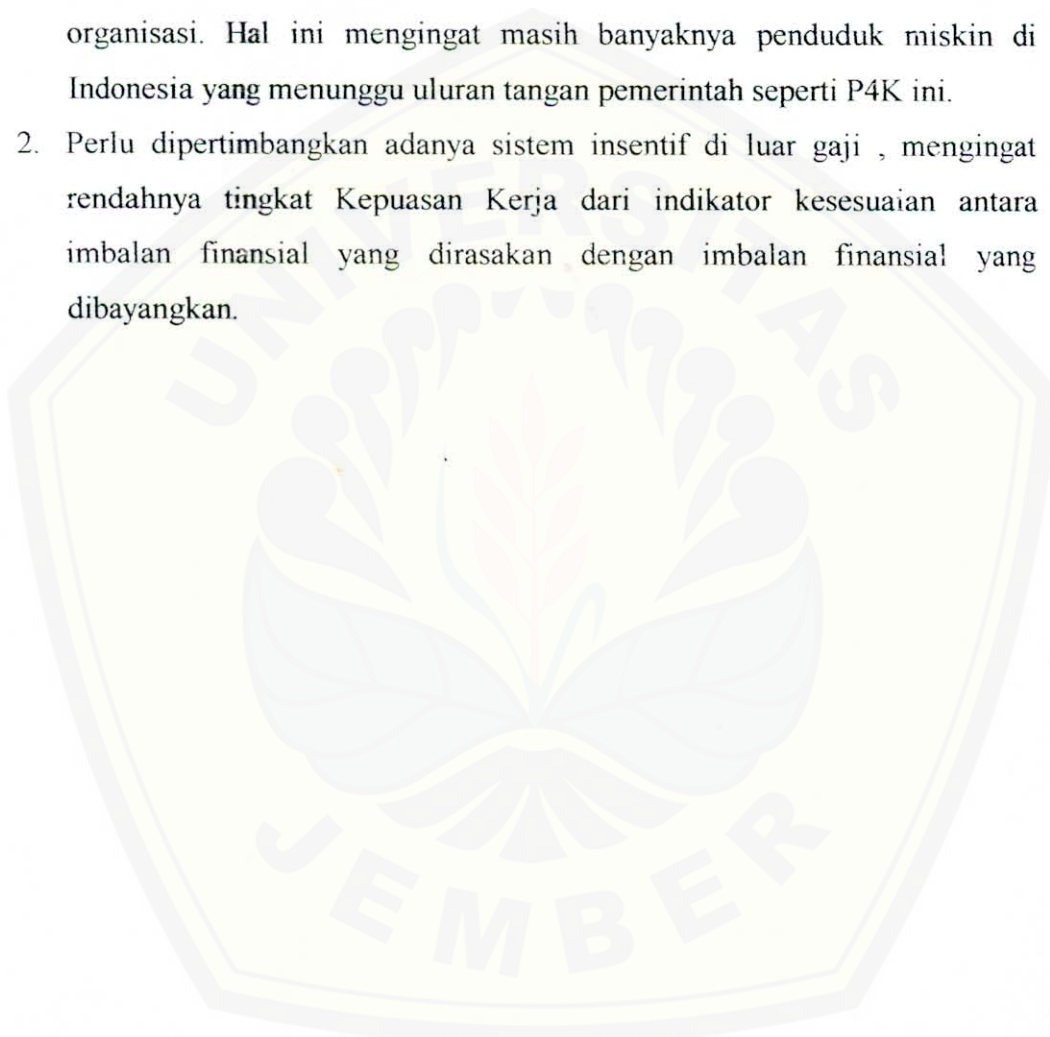 organisasi. Hal ini mengingat masih banyaknya penduduk miskin di
Indonesia yang menunggu uluran tangan pemerintah seperti P4K ini.
2. Perlu dipertimbangkan adanya sistem insentif di luar gaji , mengingat
rendahnya tingkat Kepuasan Kerja dari indikator kesesuaian antara
imbalan finansial yang dirasakan dengan imbalan finansial yang
dibayangkan.
UNIVERSITAS
JEMBER